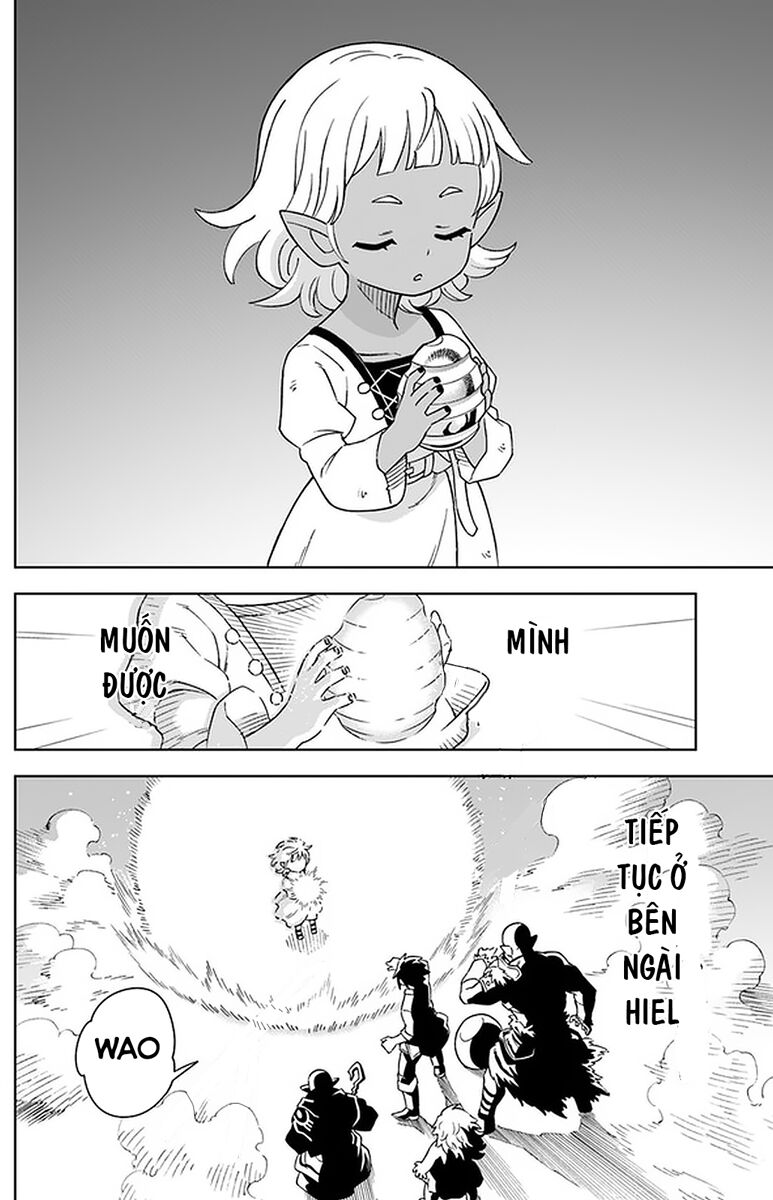 MÌNH
MUỐN
ĐƯỢC
TIẾP
TỤC Ở
BÊN
NGÀI
HIEL
WAO